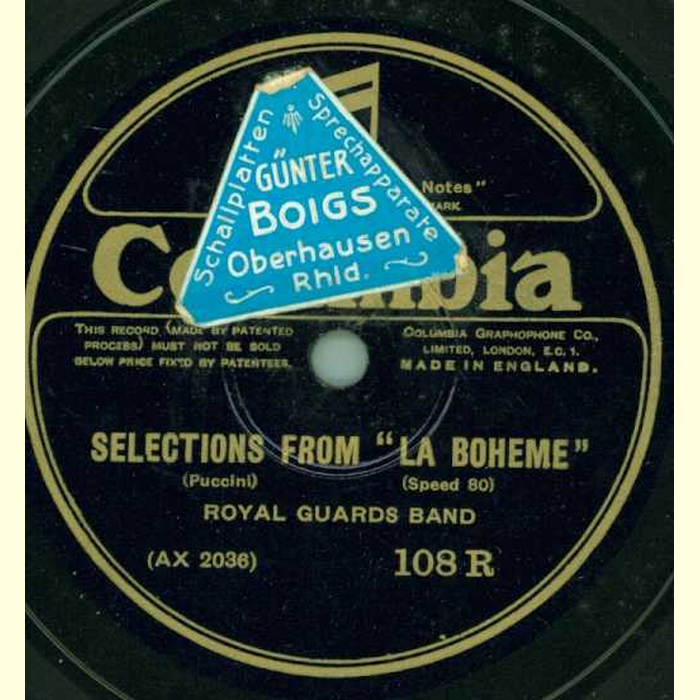 Schallplatten
Sprechapparate
GÜNTER
BOIGS
Oberhausen
Rhld.
Notes"
MARK
C mbia
THIS RECORD (MADE BY PATENTED
PROCESS) MUST NOT BE SOLD
BELOW PRICE FIXED BY PATENTEES.
COLUMBIA GRAPHOPHONE CO.,
LIMITED, LONDON, E.C. 1.
MADE IN ENGLAND.
SELECTIONS FROM "LA BOHEME"
(Puccini) (Speed 80)
ROYAL GUARDS BAND
(AX 2036) 108 R